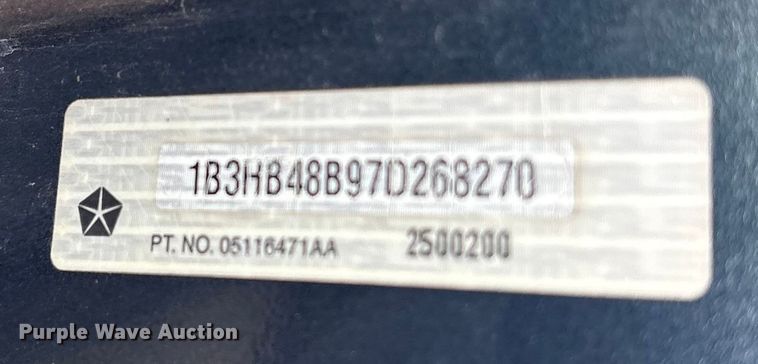 1B3HB48B97D268270
PT. NO. 05116471AA 2500200
Purple Wave Auction